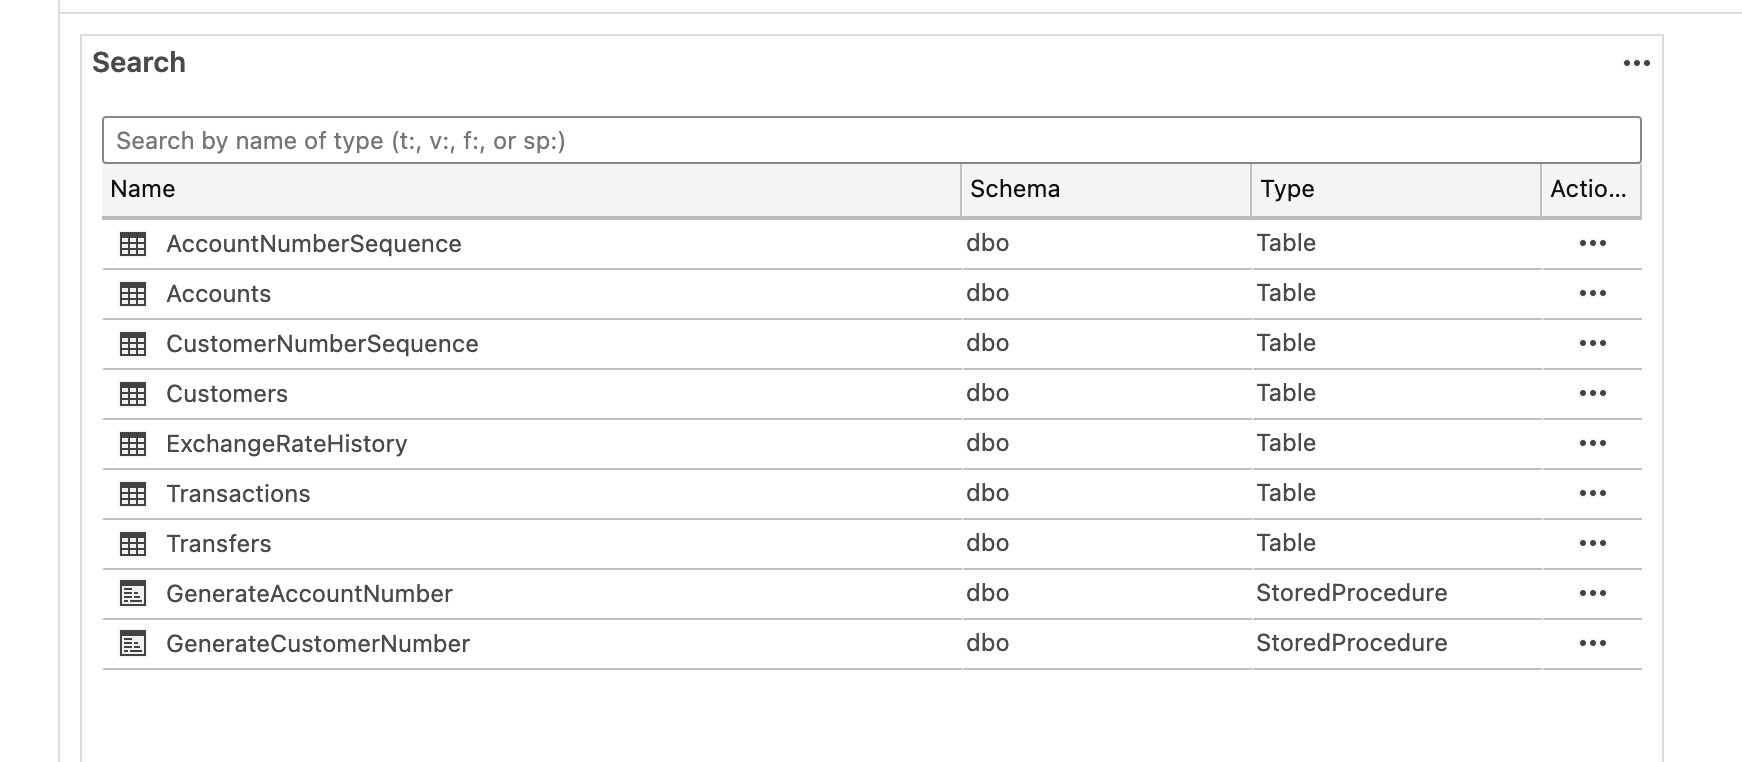 Search
Search by name of type (t:, v:, f:, or sp:)
Name Schema Type Actio...
AccountNumberSequence dbo Table
Accounts dbo Table
CustomerNumberSequence dbo Table
Customers dbo Table
ExchangeRateHistory dbo Table
Transactions dbo Table
Transfers dbo Table
GenerateAccountNumber dbo StoredProcedure
GenerateCustomerNumber dbo StoredProcedure